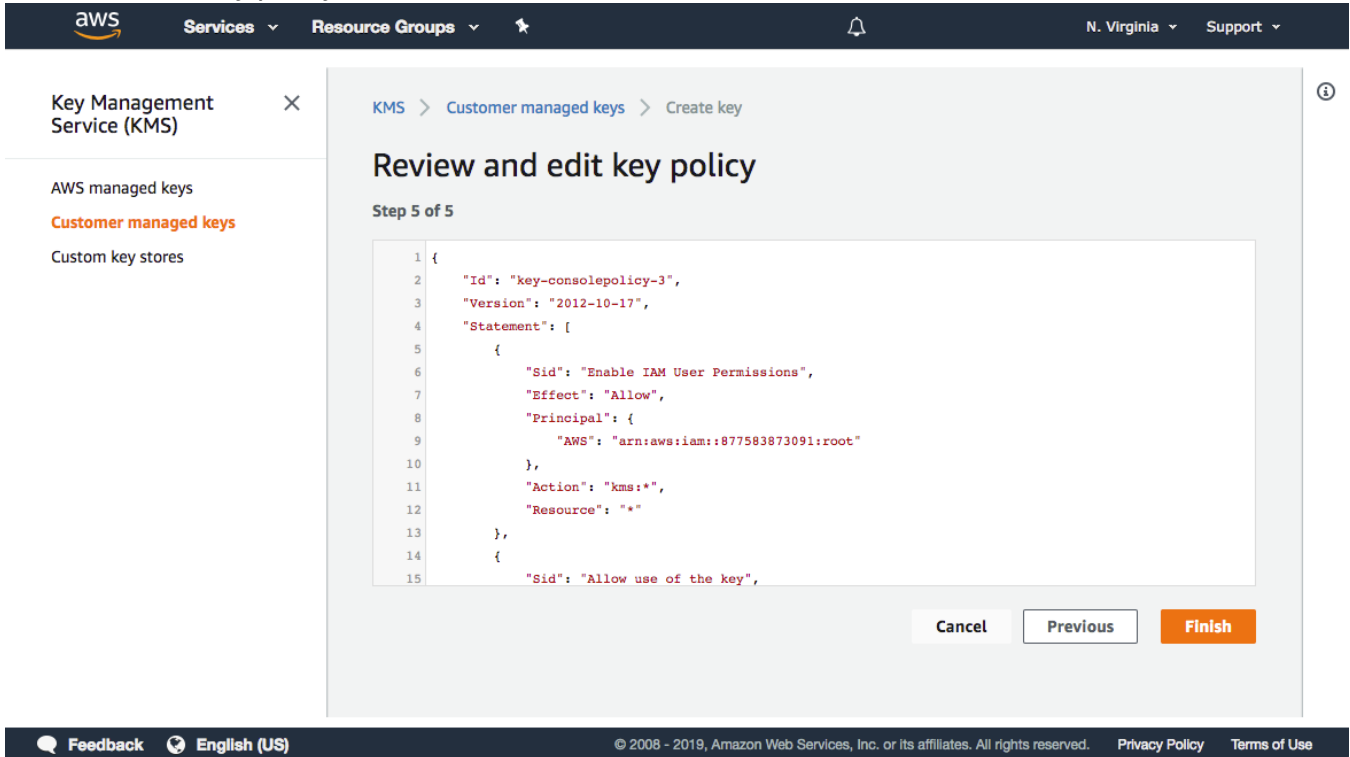 aws Services Resource Groups N. Virginia Support
Key Management
Service (KMS)
AWS managed keys
Customer managed keys
Custom key stores
KMS > Customer managed keys > Create key
Review and edit key policy
Step 5 of 5
1 {
2 "Id": "key-consolepolicy-3",
3 "Version": "2012-10-17",
4 "Statement": [
5 {
6 "Sid": "Enable IAM User Permissions",
7 "Effect": "Allow",
8 "Principal": {
9 "AWS": "arn:aws:iam::877583873091:root"
10 },
11 "Action": "kms:*",
12 "Resource": "*"
13 },
14 {
15 "Sid": "Allow use of the key",
Cancel Previous Finish
Feedback English (US) © 2008 - 2019, Amazon Web Services, Inc. or its affiliates. All rights reserved. Privacy Policy Terms of Use